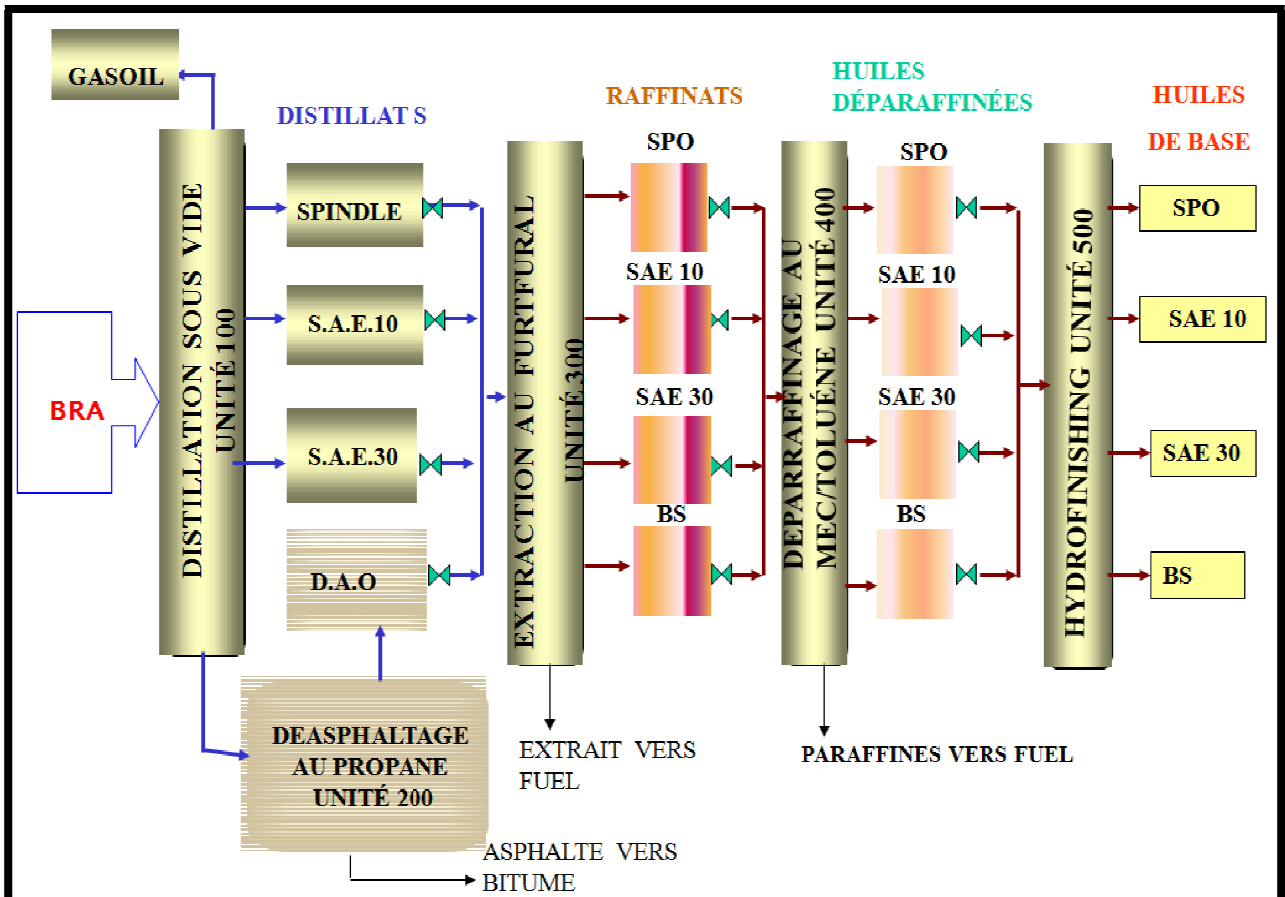 GASOIL
BRA
DISTILLATION SOUS VIDE
UNITÉ 100
DISTILLAT S
SPINDLE
S.A.E.10
S.A.E.30
D.A.O
DEASPHALTAGE
AU PROPANE
UNITÉ 200
ASPHALTE VERS
BITUME
EXTRACTION AU FURTFURAL
UNITÉ 300
EXTRAIT VERS
FUEL
RAFFINATS
SPO
SAE 10
SAE 30
BS
DEPARRAFFINAGE AU
MEC/TOLUÉNE UNITÉ 400
PARAFFINES VERS FUEL
HUILES
DÉPARAFFINÉES
SPO
SAE 10
SAE 30
BS
HYDROFINISHING UNITÉ 500
HUILES
DE BASE
SPO
SAE 10
SAE 30
BS